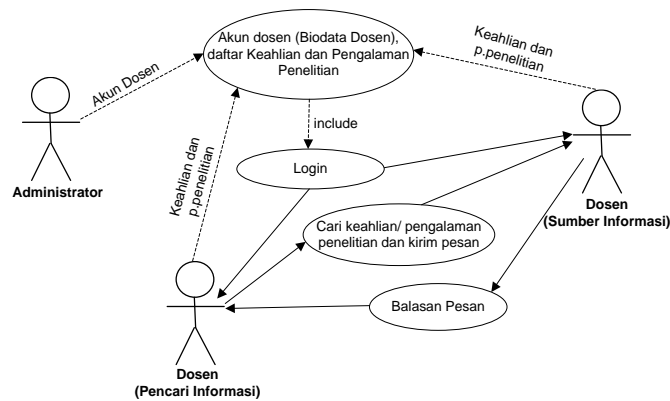 Akun dosen (Biodata Dosen),
daftar Keahlian dan Pengalaman
Penelitian
Keahlian dan
p.penelitian
Akun Dosen
include
Keahlian dan
p.penelitian
Login
Administrator
Dosen
(Sumber Informasi)
Cari keahlian/ pengalaman
penelitian dan kirim pesan
Balasan Pesan
Dosen
(Pencari Informasi)